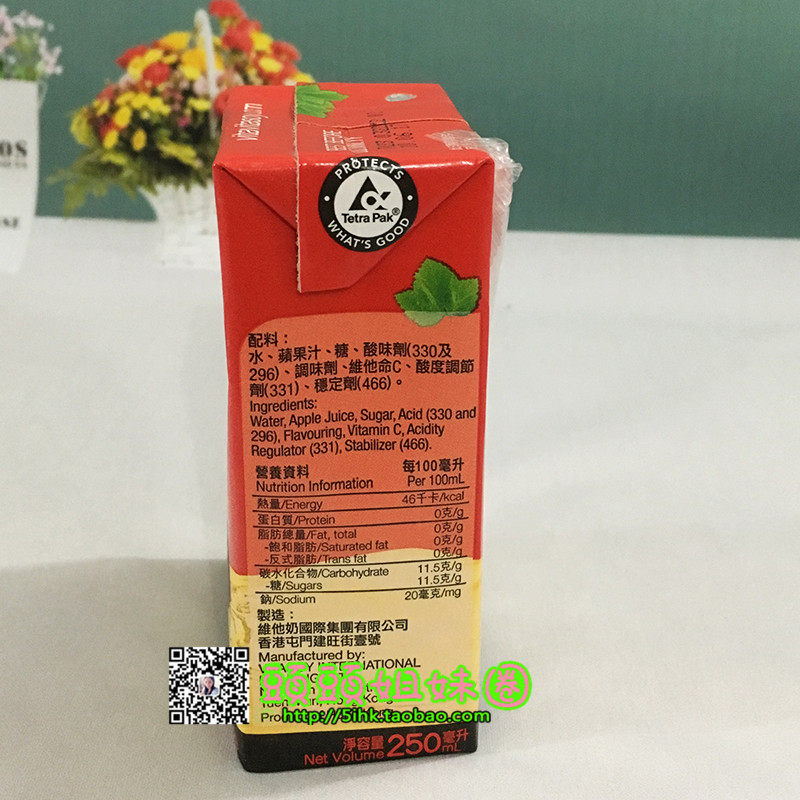 PROTECTS
Tetra Pak®
WHAT'S GOOD
配料：
水、蘋果汁、糖、酸味劑(330及
296)、調味劑、維他命C、酸度調節
劑(331)、穩定劑(466)。
Ingredients:
Water, Apple Juice, Sugar, Acid (330 and
296), Flavouring, Vitamin C, Acidity
Regulator (331), Stabilizer (466).
營養資料 每100毫升
Nutrition Information Per 100mL
熱量/Energy 46千卡/kcal
蛋白質/Protein 0克/g
脂肪總量/Fat, total 0克/g
-飽和脂肪/Saturated fat 0克/g
-反式脂肪/Trans fat 0克/g
碳水化合物/Carbohydrate 11.5克/g
-糖/Sugars 11.5克/g
鈉/Sodium 20毫克/mg
製造：
維他奶國際集團有限公司
香港屯門建旺街壹號
Manufactured by:
INTERNATIONAL
頭頭姐妹圈
http://5ihk.taobao.com
淨容量 250毫升
Net Volume mL